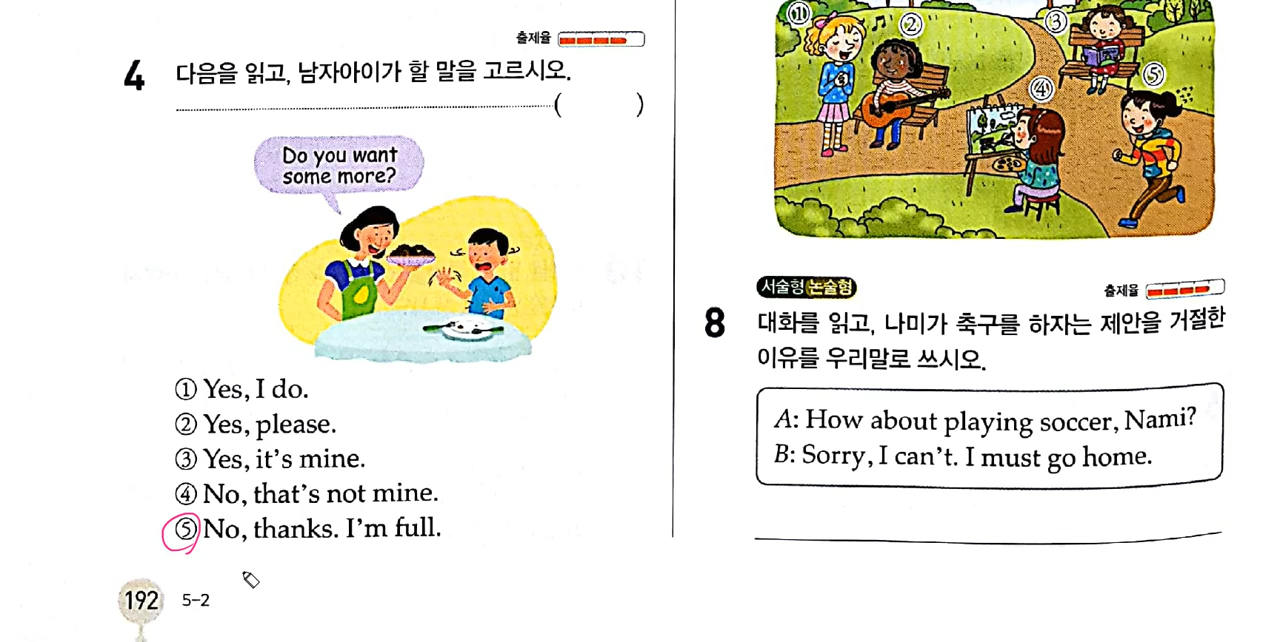 출제율
4 다음을 읽고, 남자아이가 할 말을 고르시오.
( )
Do you want
some more?
① Yes, I do.
② Yes, please.
③ Yes, it's mine.
④ No, that's not mine.
⑤ No, thanks. I'm full.
192 5-2
① ② ③ ④ ⑤
서술형 논술형
출제율
8 대화를 읽고, 나미가 축구를 하자는 제안을 거절한
이유를 우리말로 쓰시오.
A: How about playing soccer, Nami?
B: Sorry, I can't. I must go home.